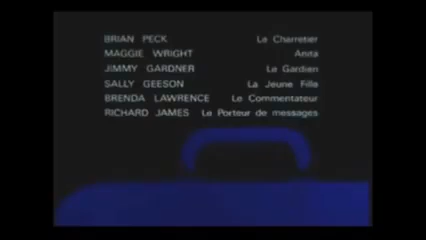 BRIAN PECK Le Charretier
MAGGIE WRIGHT Anita
JIMMY GARDNER Le Gardien
SALLY GEESON La Jeune Fille
BRENDA LAWRENCE Le Commentateur
RICHARD JAMES Le Porteur de messages